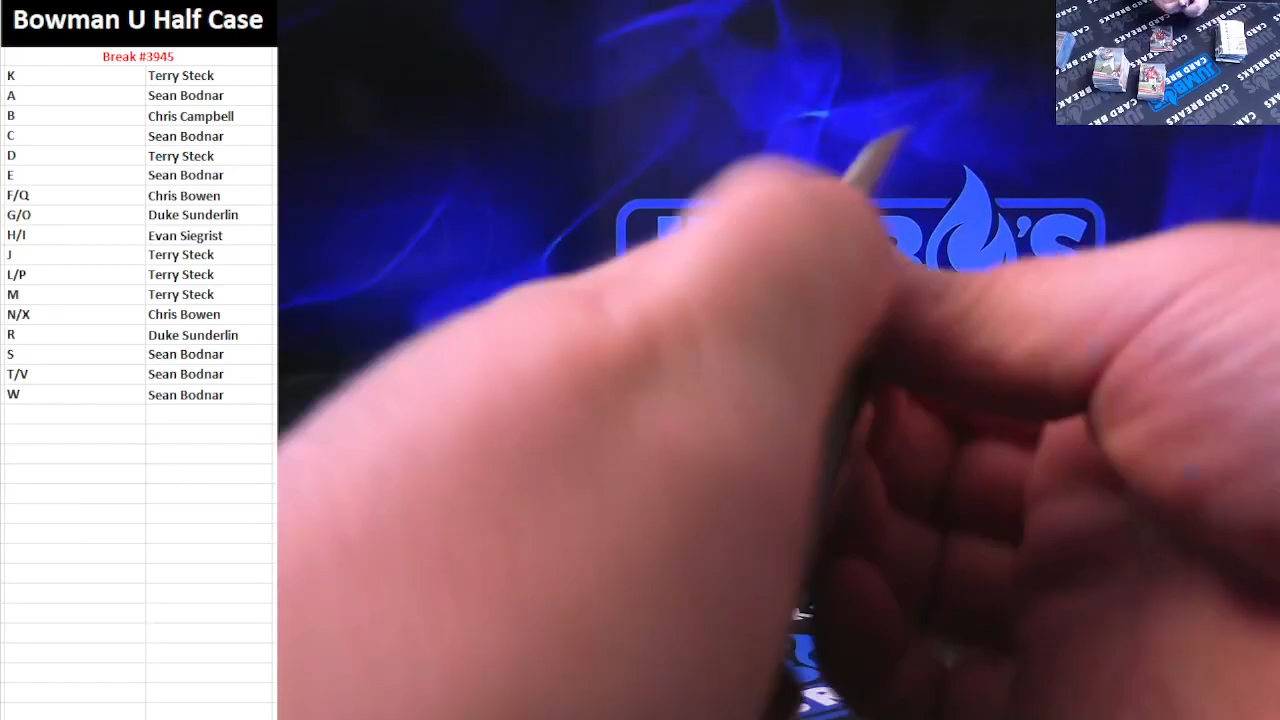 Bowman U Half Case
Break #3945
K Terry Steck
A Sean Bodnar
B Chris Campbell
C Sean Bodnar
D Terry Steck
E Sean Bodnar
F/Q Chris Bowen
G/O Duke Sunderlin
H/I Evan Siegrist
J Terry Steck
L/P Terry Steck
M Terry Steck
N/X Chris Bowen
R Duke Sunderlin
S Sean Bodnar
T/V Sean Bodnar
W Sean Bodnar
CARD BREAKS